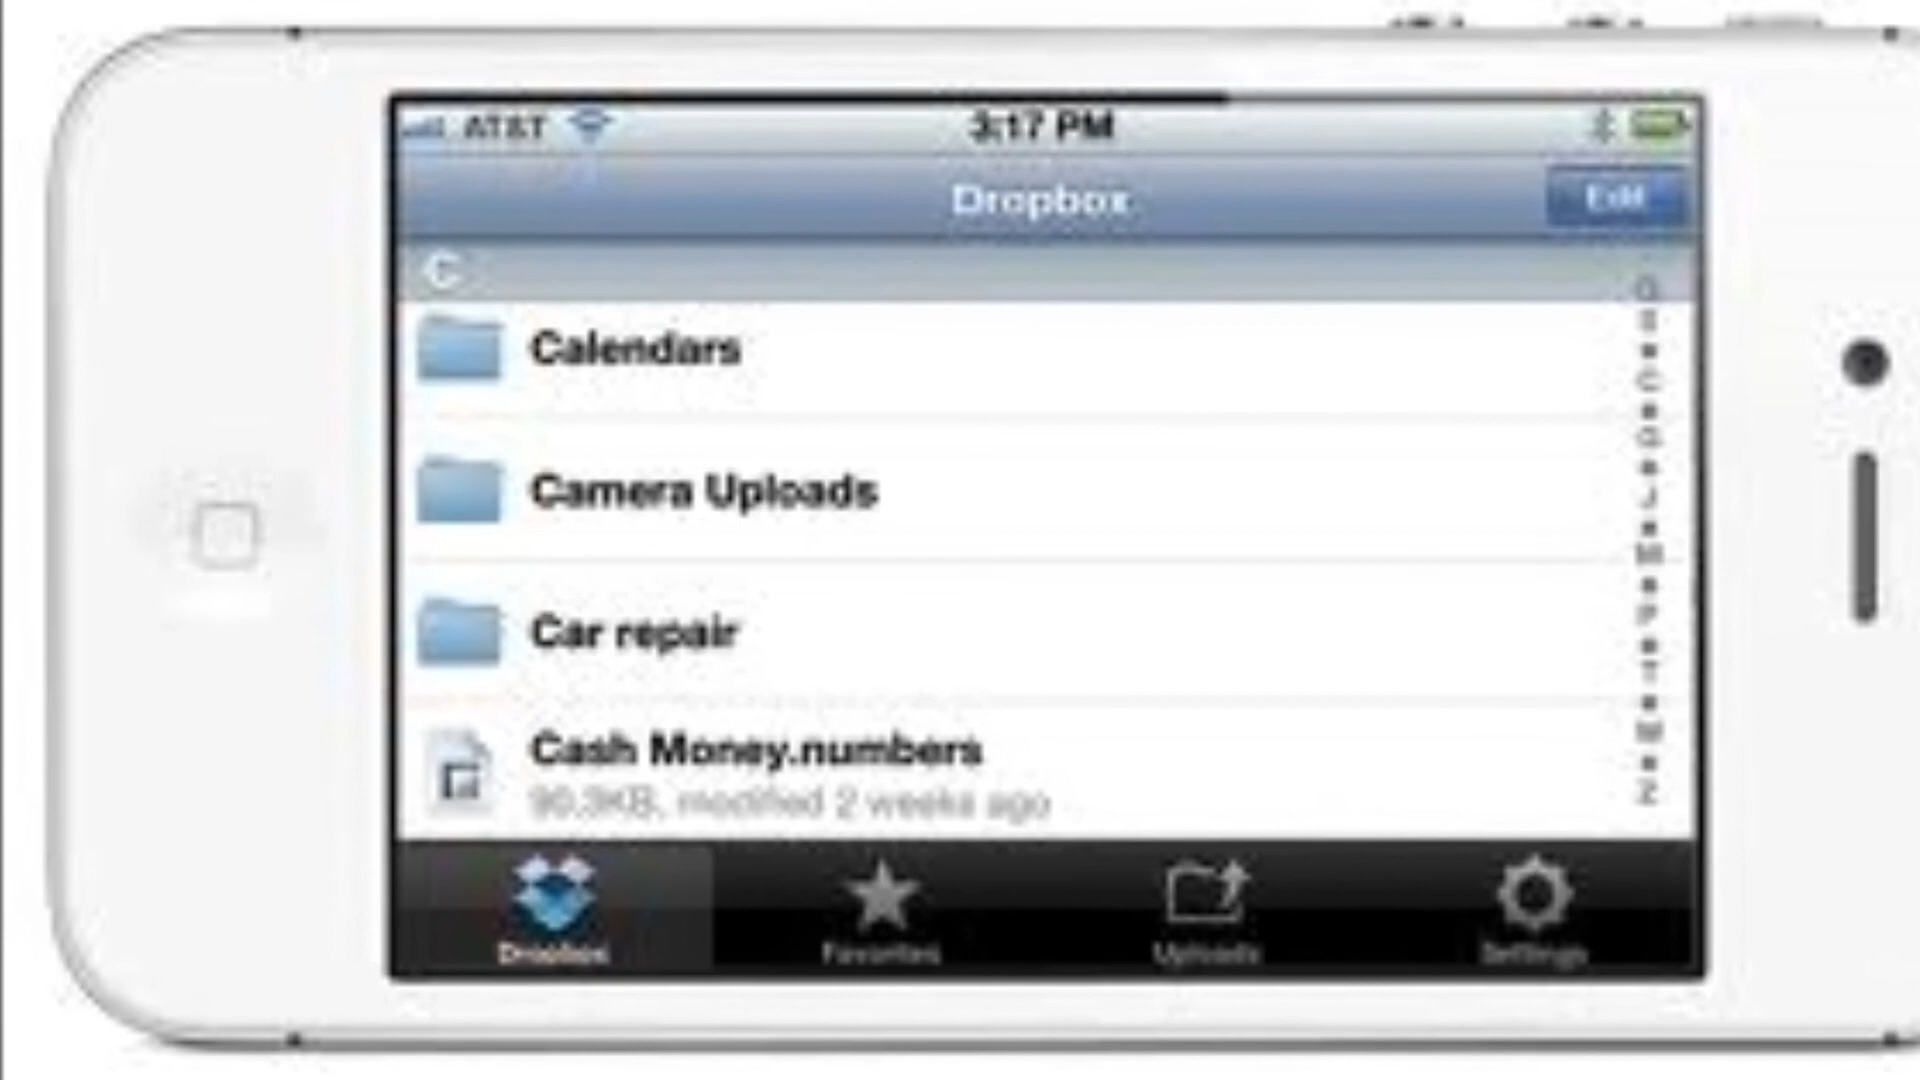 AT&T 3:17 PM
Dropbox Edit
C
Calendars
Camera Uploads
Car repair
Cash Money.numbers
90.3KB, modified 2 weeks ago
Dropbox Favorites Uploads Settings